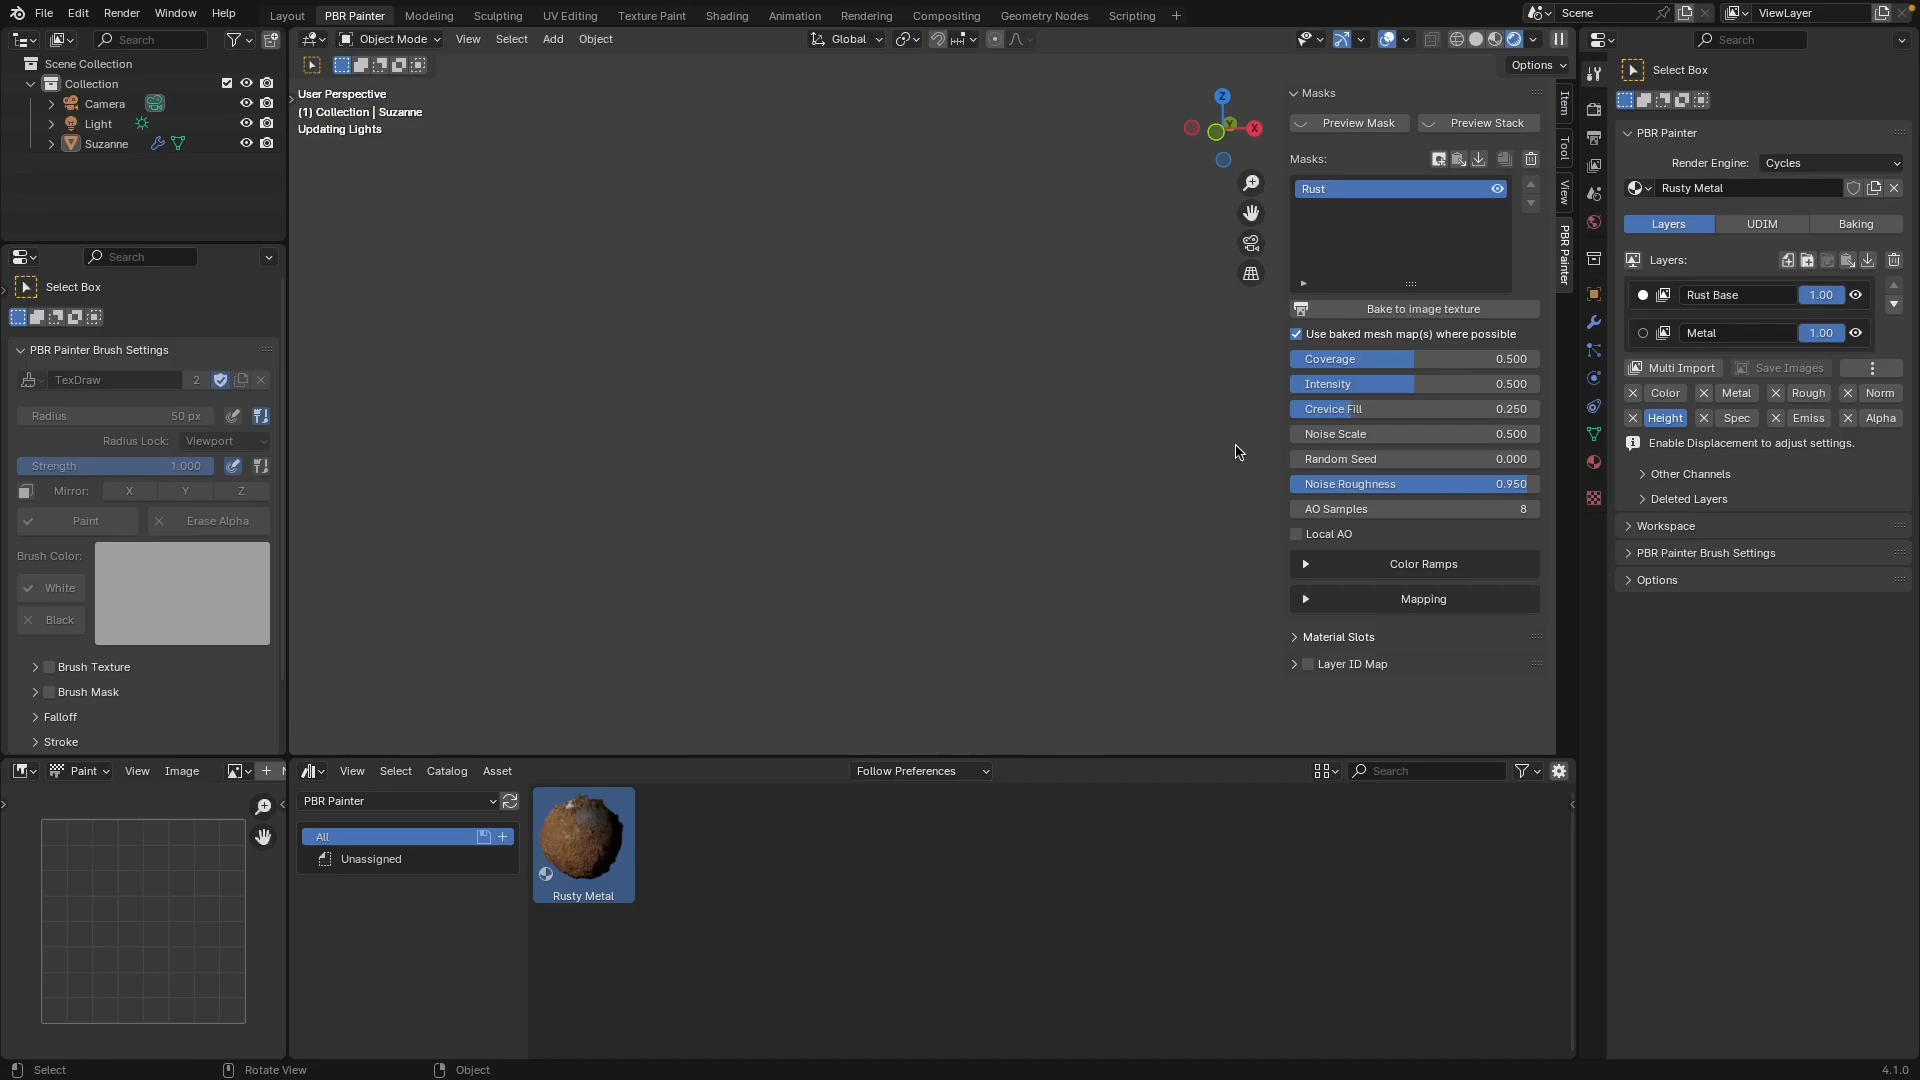 File Edit Render Window Help
Layout PBR Painter Modeling Sculpting UV Editing Texture Paint Shading Animation Rendering Compositing Geometry Nodes Scripting
Scene ViewLayer
Search
Scene Collection
Collection
Camera
Light
Suzanne
Search
Select Box
PBR Painter Brush Settings
TexDraw 2
Radius 50 px
Radius Lock: Viewport
Strength 1.000
Mirror: X Y Z
Paint Erase Alpha
Brush Color:
White
Black
Brush Texture
Brush Mask
Falloff
Stroke
Paint View Image
Object Mode View Select Add Object Global
Options
User Perspective
(1) Collection | Suzanne
Updating Lights
Z
Y
X
Masks
Preview Mask Preview Stack
Masks:
Rust
Bake to image texture
Use baked mesh map(s) where possible
Coverage 0.500
Intensity 0.500
Crevice Fill 0.250
Noise Scale 0.500
Random Seed 0.000
Noise Roughness 0.950
AO Samples 8
Local AO
Color Ramps
Mapping
Material Slots
Layer ID Map
Item
Tool
View
PBR Painter
View Select Catalog Asset Follow Preferences Search
PBR Painter
All
Unassigned
Rusty Metal
Search
Select Box
PBR Painter
Render Engine: Cycles
Rusty Metal
Layers UDIM Baking
Layers:
Rust Base 1.00
Metal 1.00
Multi Import Save Images
Color Metal Rough Norm
Height Spec Emiss Alpha
Enable Displacement to adjust settings.
Other Channels
Deleted Layers
Workspace
PBR Painter Brush Settings
Options
Select Rotate View Object 4.1.0